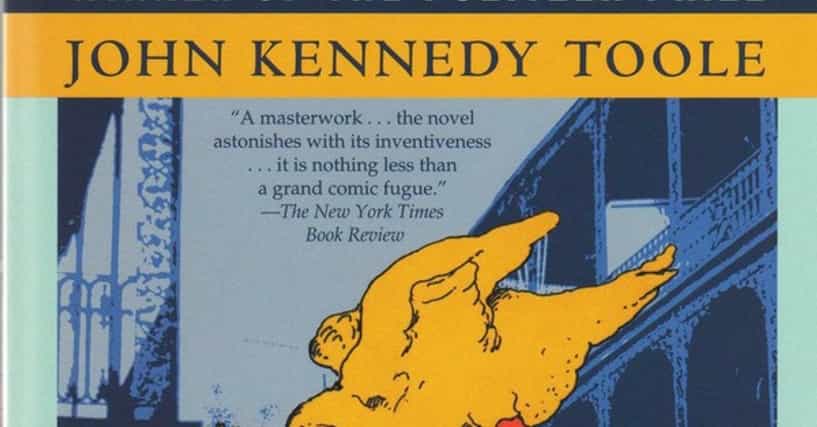 JOHN KENNEDY TOOLE
“A masterwork . . . the novel
astonishes with its inventiveness
. . . it is nothing less than
a grand comic fugue.”
—The New York Times
Book Review